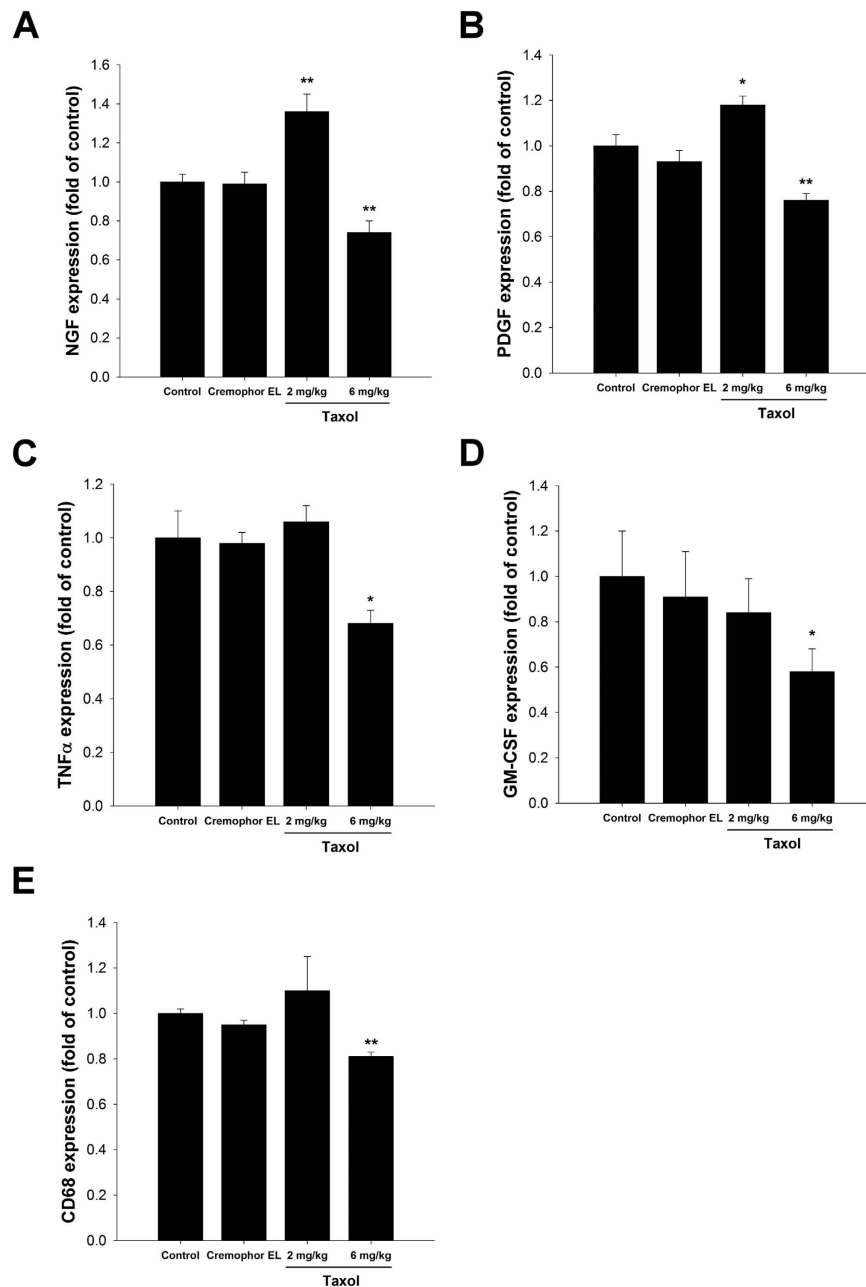 A
NGF expression (fold of control)
1.6
1.4
1.2
1.0
0.8
0.6
0.4
0.2
0.0
**
**
Control Cremophor EL 2 mg/kg 6 mg/kg
Taxol
B
PDGF expression (fold of control)
1.4
1.2
1.0
0.8
0.6
0.4
0.2
0.0
*
**
Control Cremophor EL 2 mg/kg 6 mg/kg
Taxol
C
TNFα expression (fold of control)
1.2
1.0
0.8
0.6
0.4
0.2
0.0
*
Control Cremophor EL 2 mg/kg 6 mg/kg
Taxol
D
GM-CSF expression (fold of control)
1.4
1.2
1.0
0.8
0.6
0.4
0.2
0.0
*
Control Cremophor EL 2 mg/kg 6 mg/kg
Taxol
E
CD68 expression (fold of control)
1.4
1.2
1.0
0.8
0.6
0.4
0.2
0.0
**
Control Cremophor EL 2 mg/kg 6 mg/kg
Taxol